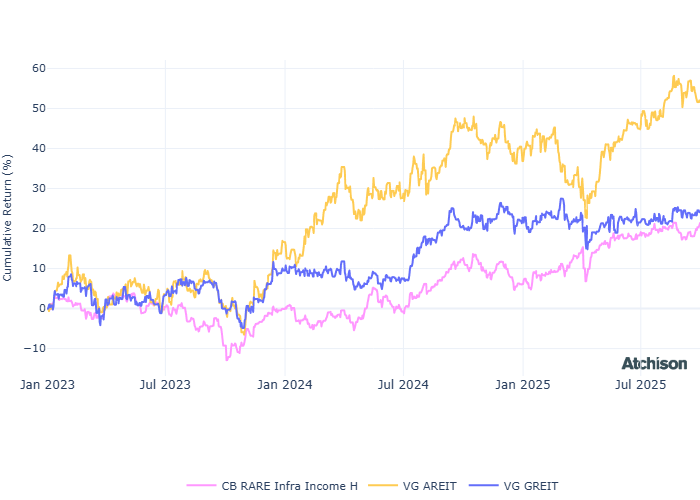 60
50
40
30
20
10
0
−10
Cumulative Return (%)
Jan 2023
Jul 2023
Jan 2024
Jul 2024
Jan 2025
Jul 2025
Atchison
CB RARE Infra Income H
VG AREIT
VG GREIT